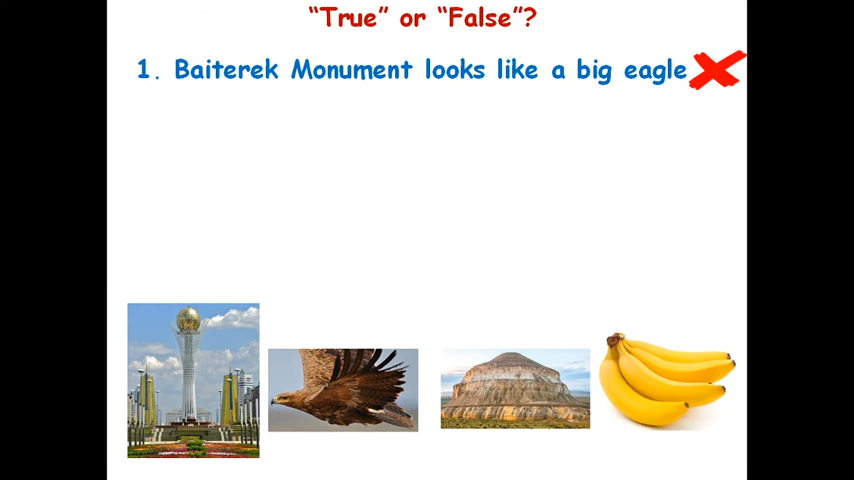 “True” or “False”?
1. Baiterek Monument looks like a big eagle